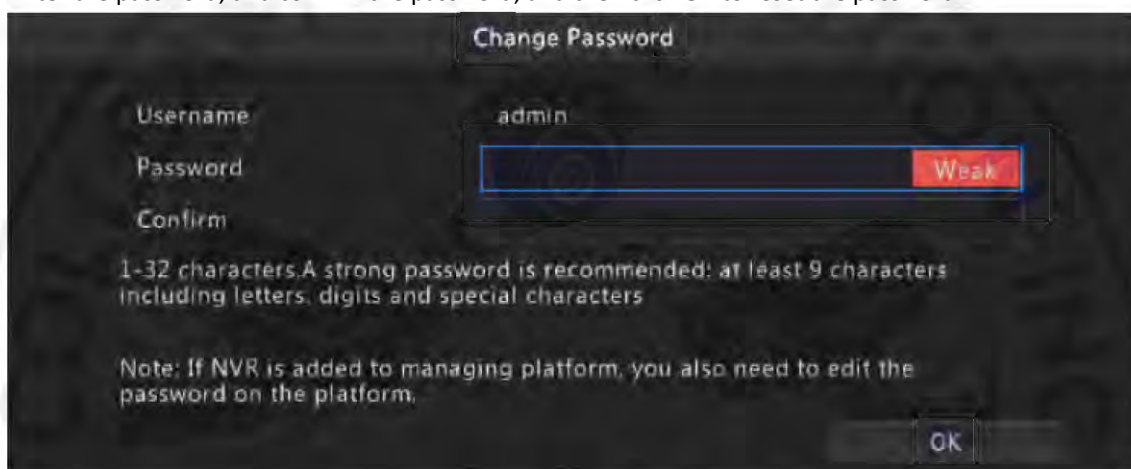 Change Password
Username admin
Password Weak
Confirm
1-32 characters.A strong password is recommended: at least 9 characters
including letters, digits and special characters
Note: If NVR is added to managing platform, you also need to edit the
password on the platform.
OK